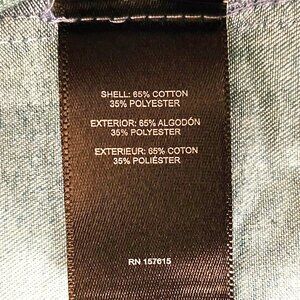 SHELL: 65% COTTON
35% POLYESTER
EXTERIOR: 65% ALGODÓN
35% POLYESTER
EXTERIEUR: 65% COTON
35% POLIÉSTER
RN 157615